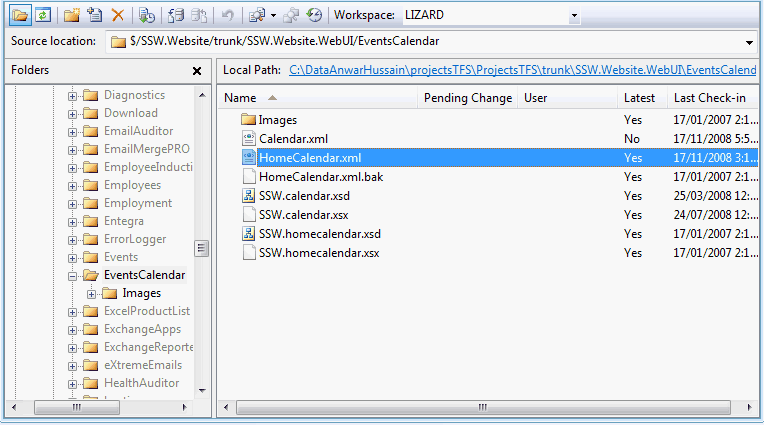 Workspace: LIZARD
Source location: $/SSW.Website/trunk/SSW.Website.WebUI/EventsCalendar
Folders
Diagnostics
Download
EmailAuditor
EmailMergePRO
EmployeeInducti
Employees
Employment
Entegra
ErrorLogger
Events
EventsCalendar
Images
ExcelProductList
ExchangeApps
ExchangeReporte
eXtremeEmails
HealthAuditor
Local Path: C:\DataAnwarHussain\projectsTFS\ProjectsTFS\trunk\SSW.Website.WebUI\EventsCalend
Name Pending Change User Latest Last Check-in
Images Yes 17/01/2007 2:1...
Calendar.xml No 17/11/2008 5:5...
HomeCalendar.xml Yes 17/11/2008 3:1...
HomeCalendar.xml.bak Yes 17/01/2007 2:1...
SSW.calendar.xsd Yes 25/03/2008 12:...
SSW.calendar.xsx Yes 24/07/2008 12:...
SSW.homecalendar.xsd Yes 17/01/2007 2:1...
SSW.homecalendar.xsx Yes 17/01/2007 2:1...